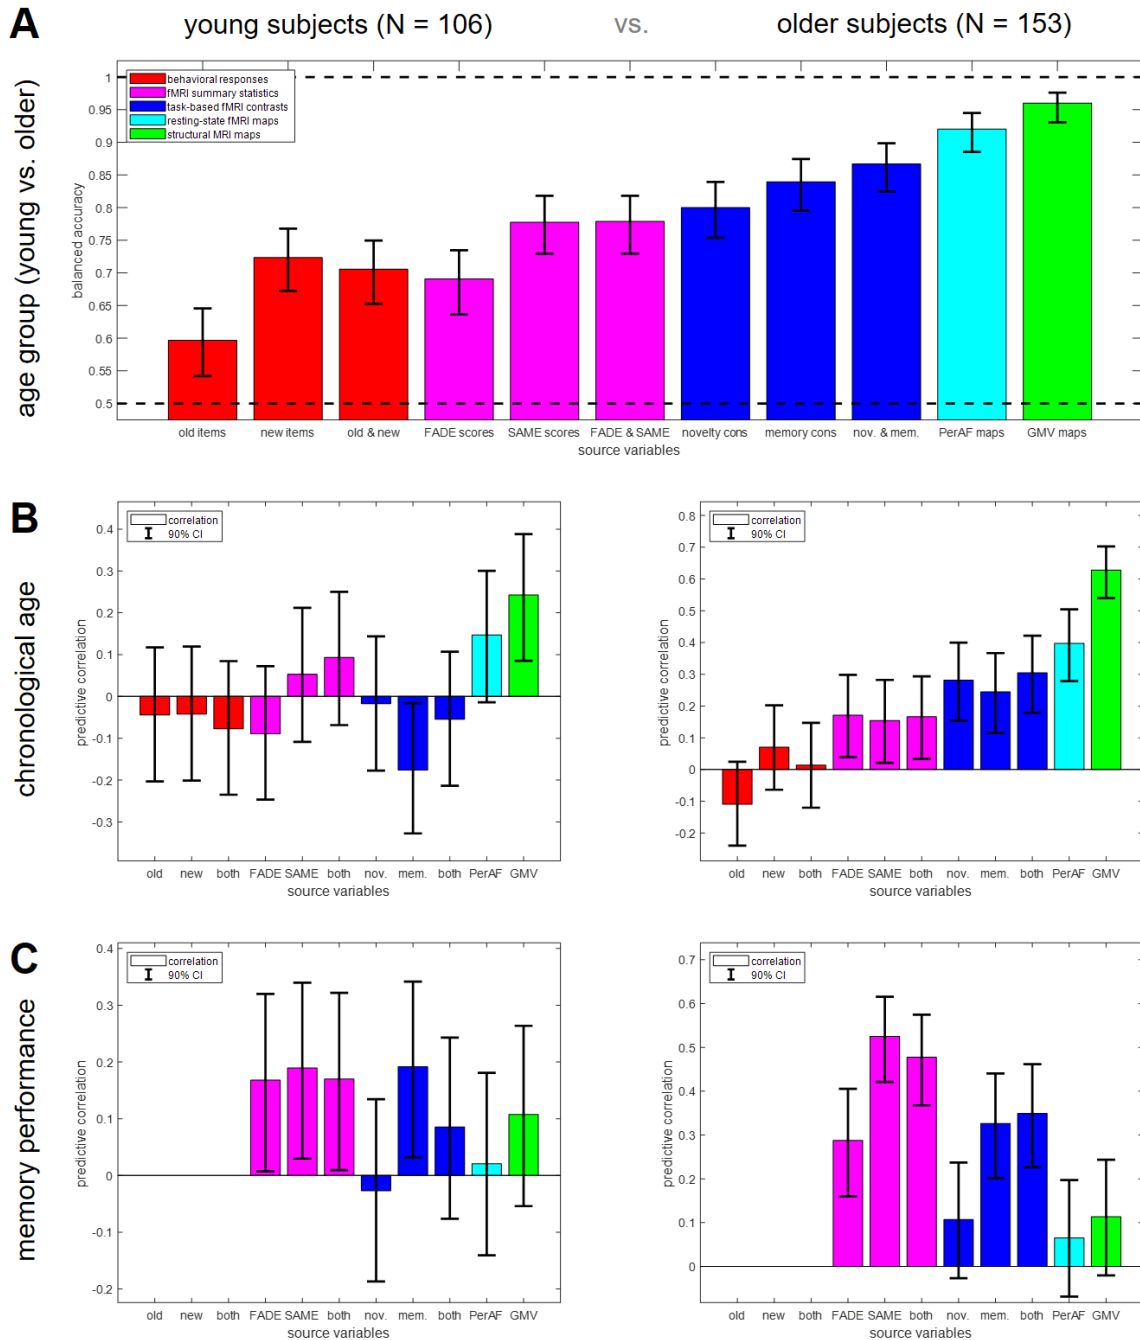 A
young subjects (N = 106)
vs.
older subjects (N = 153)
age group (young vs. older)
balanced accuracy
1
0.95
0.9
0.85
0.8
0.75
0.7
0.65
0.6
0.55
0.5
behavioral responses
fMRI summary statistics
task-based fMRI contrasts
resting-state fMRI maps
structural MRI maps
old items new items old & new FADE scores SAME scores FADE & SAME novelty cons memory cons nov. & mem. PerAF maps GMV maps
source variables
B
chronological age
predictive correlation
0.4
0.3
0.2
0.1
0
-0.1
-0.2
-0.3
correlation
90% CI
old new both FADE SAME both nov. mem. both PerAF GMV
source variables
predictive correlation
0.8
0.7
0.6
0.5
0.4
0.3
0.2
0.1
0
-0.1
-0.2
correlation
90% CI
old new both FADE SAME both nov. mem. both PerAF GMV
source variables
C
memory performance
predictive correlation
0.4
0.3
0.2
0.1
0
-0.1
-0.2
correlation
90% CI
old new both FADE SAME both nov. mem. both PerAF GMV
source variables
predictive correlation
0.7
0.6
0.5
0.4
0.3
0.2
0.1
0
correlation
90% CI
old new both FADE SAME both nov. mem. both PerAF GMV
source variables